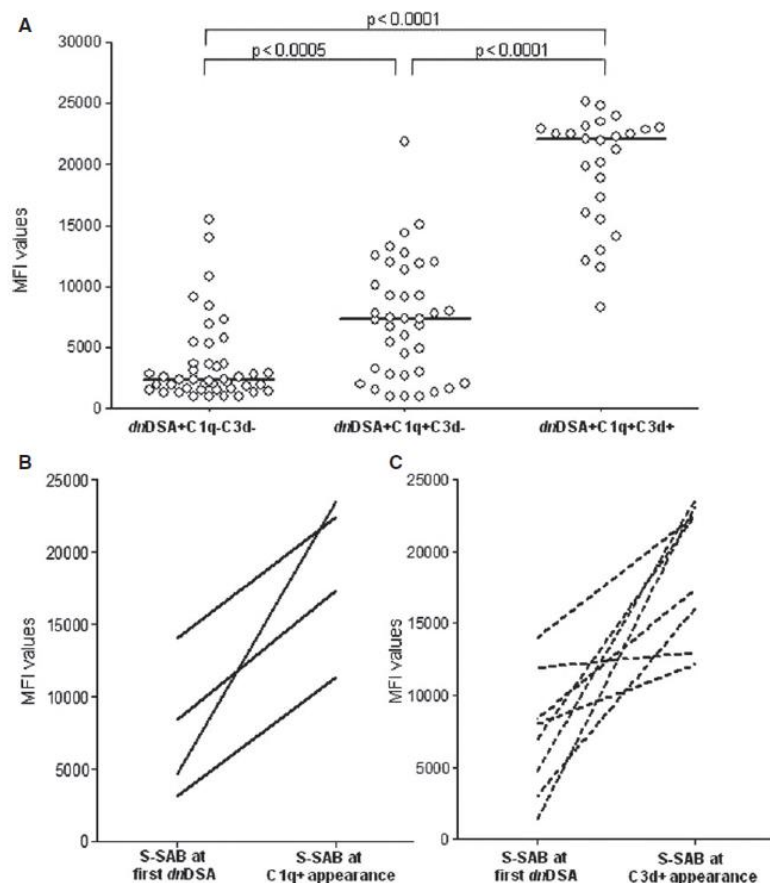 A
p < 0.0001
p < 0.0005
p < 0.0001
30000
25000
20000
15000
10000
5000
0
MFI values
dnDSA+C1q-C3d-
dnDSA+C1q+C3d-
dnDSA+C1q+C3d+
B
25000
20000
15000
10000
5000
0
MFI values
S-SAB at
first dnDSA
S-SAB at
C1q+ appearance
C
25000
20000
15000
10000
5000
0
MFI values
S-SAB at
first dnDSA
S-SAB at
C3d+ appearance